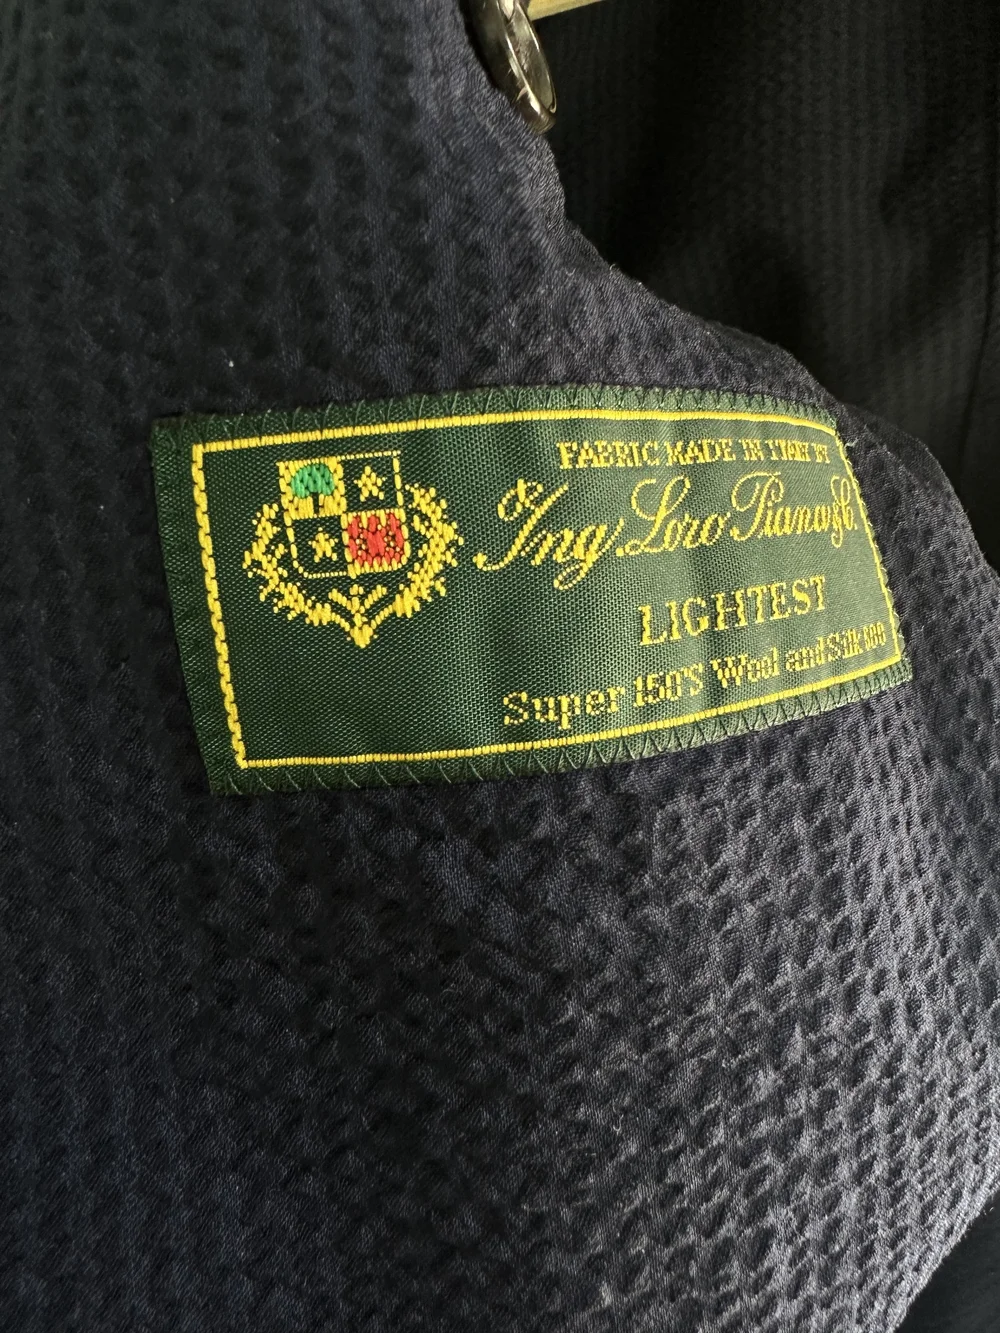 FABRIC MADE IN ITALY BY
Ing. Loro Piana & C.
LIGHTEST
Super 150'S Wool and Silk